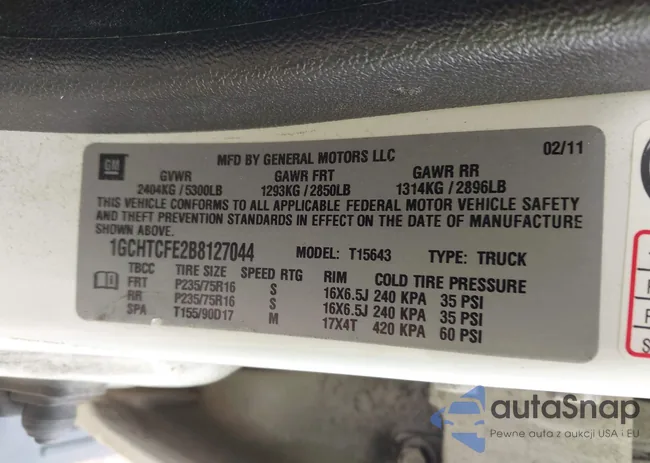 GM
MFD BY GENERAL MOTORS LLC 02/11
GVWR GAWR FRT GAWR RR
2404KG / 5300LB 1293KG / 2850LB 1314KG / 2896LB
THIS VEHICLE CONFORMS TO ALL APPLICABLE FEDERAL MOTOR VEHICLE SAFETY
AND THEFT PREVENTION STANDARDS IN EFFECT ON THE DATE OF MANUFACTURE
SHOWN ABOVE.
1GCHTCFE2B8127044 MODEL: T15643 TYPE: TRUCK
TBCC TIRE SIZE SPEED RTG RIM COLD TIRE PRESSURE
FRT P235/75R16 S 16X6.5J 240 KPA 35 PSI
RR P235/75R16 S 16X6.5J 240 KPA 35 PSI
SPA T155/90D17 M 17X4T 420 KPA 60 PSI
autaSnap
Pewne auta z aukcji USA i EU